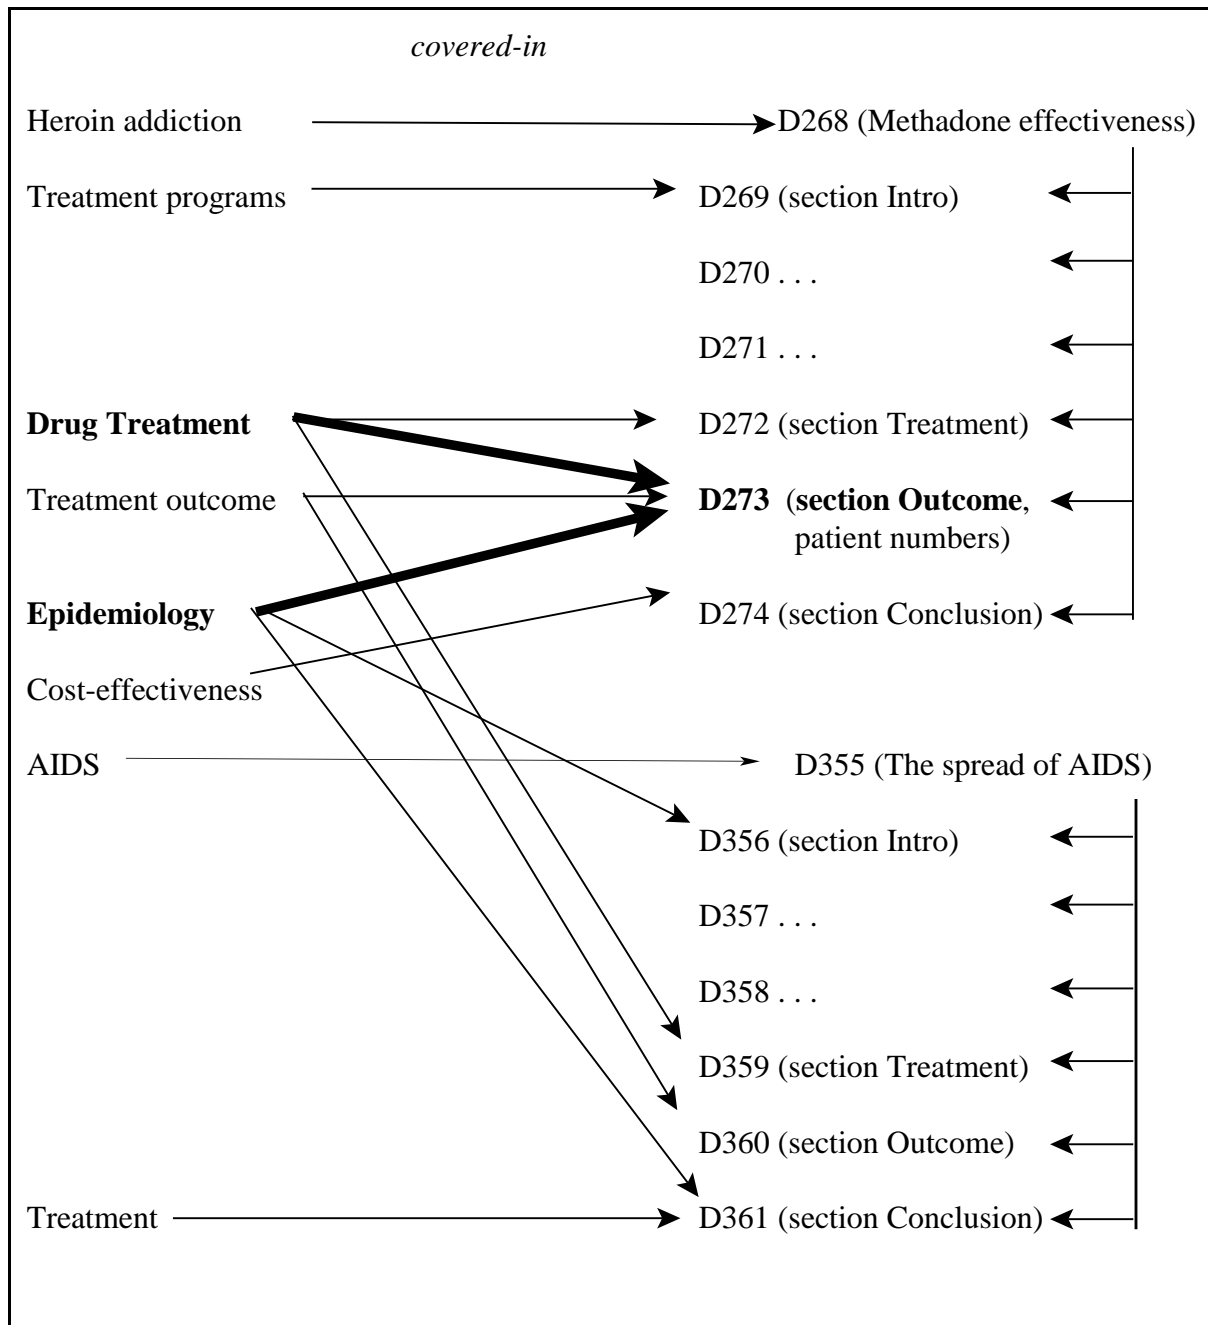 covered-in
Heroin addiction D268 (Methadone effectiveness)
Treatment programs D269 (section Intro)
D270 . . .
D271 . . .
Drug Treatment D272 (section Treatment)
Treatment outcome D273 (section Outcome,
patient numbers)
Epidemiology D274 (section Conclusion)
Cost-effectiveness
AIDS D355 (The spread of AIDS)
D356 (section Intro)
D357 . . .
D358 . . .
D359 (section Treatment)
D360 (section Outcome)
Treatment D361 (section Conclusion)